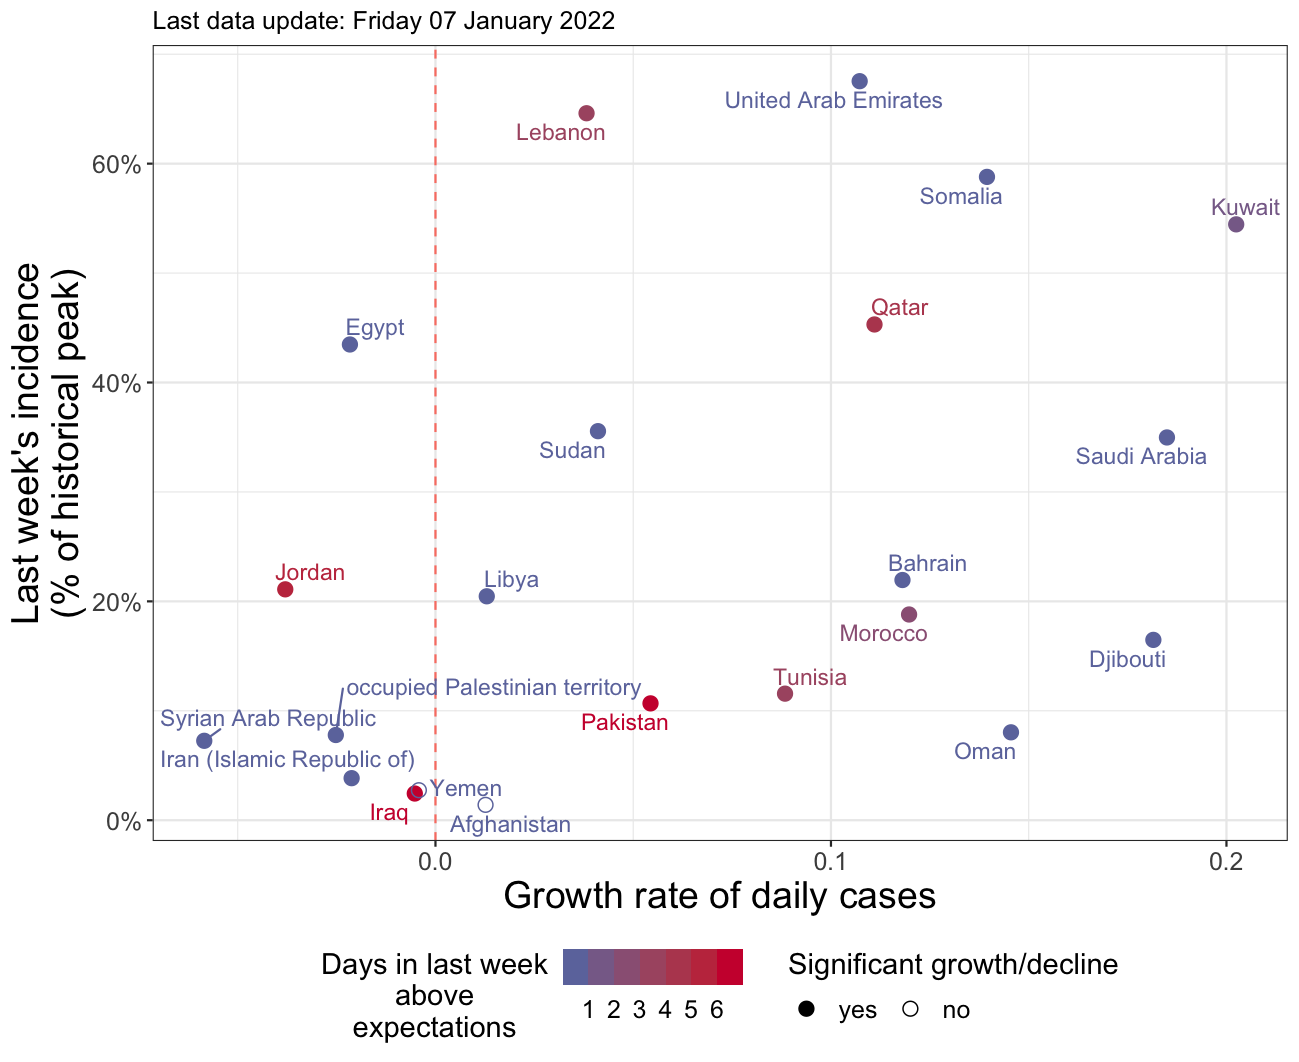 Last data update: Friday 07 January 2022
United Arab Emirates
Lebanon
60%
Somalia
Kuwait
Qatar
Egypt
40%
Sudan
Saudi Arabia
Jordan
Libya
Bahrain
20%
Morocco
Djibouti
occupied Palestinian territory
Tunisia
Syrian Arab Republic
Pakistan
Iran (Islamic Republic of)
Oman
Yemen
Iraq
Afghanistan
0%
Last week's incidence
(% of historical peak)
0.0 0.1 0.2
Growth rate of daily cases
Days in last week
above
expectations
1 2 3 4 5 6
Significant growth/decline
yes no